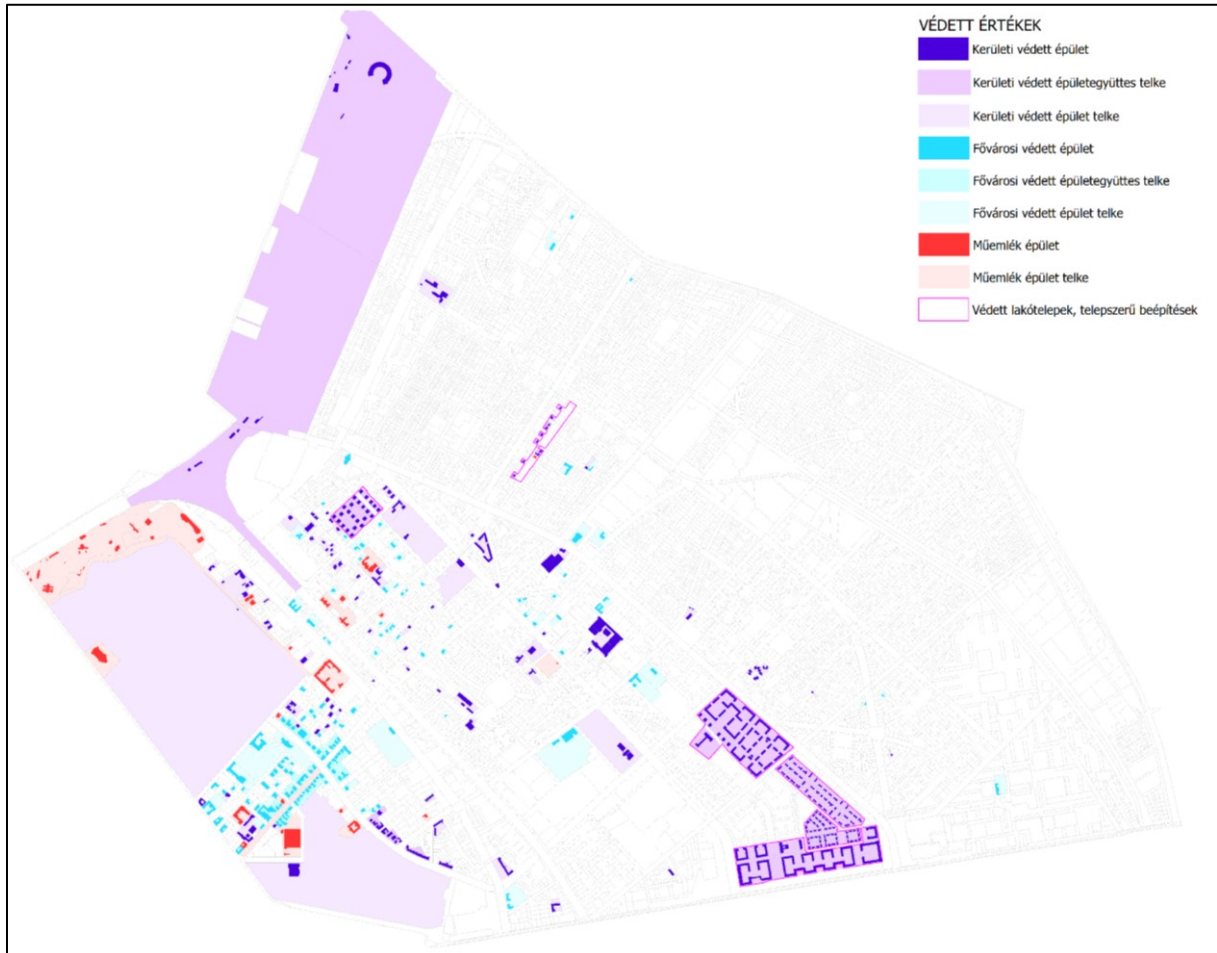 VÉDETT ÉRTÉKEK
Kerületi védett épület
Kerületi védett épületegyüttes telke
Kerületi védett épület telke
Fővárosi védett épület
Fővárosi védett épületegyüttes telke
Fővárosi védett épület telke
Műemlék épület
Műemlék épület telke
Védett lakótelepek, telepszerű beépítések